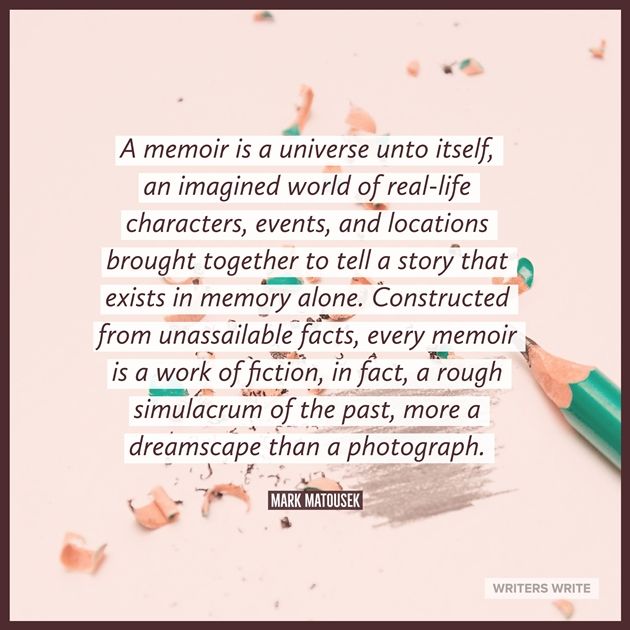 A memoir is a universe unto itself,
an imagined world of real-life
characters, events, and locations
brought together to tell a story that
exists in memory alone. Constructed
from unassailable facts, every memoir
is a work of fiction, in fact, a rough
simulacrum of the past, more a
dreamscape than a photograph.
MARK MATOUSEK
WRITERS WRITE